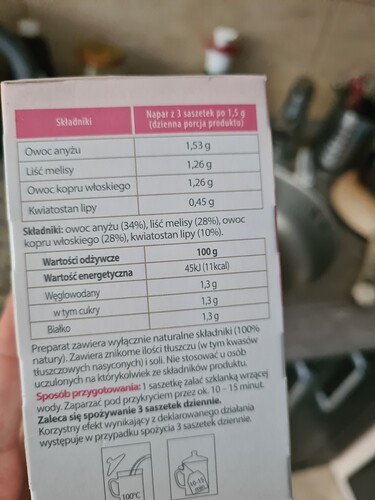 Składniki
Napar z 3 saszetek po 1,5 g
(dzienna porcja produktu)
Owoc anyżu 1,53 g
Liść melisy 1,26 g
Owoc kopru włoskiego 1,26 g
Kwiatostan lipy 0,45 g
Składniki: owoc anyżu (34%), liść melisy (28%), owoc
kopru włoskiego (28%), kwiatostan lipy (10%).
Wartości odżywcze 100 g
Wartość energetyczna 45kJ (11kcal)
Węglowodany 1,3 g
w tym cukry 1,3 g
Białko 1,3 g
Preparat zawiera wyłącznie naturalne składniki (100%
natury). Zawiera znikome ilości tłuszczu (w tym kwasów
tłuszczowych nasyconych) i soli. Nie stosować u osób
uczulonych na którykolwiek ze składników produktu.
Sposób przygotowania: 1 saszetkę zalać szklanką wrzącej
wody. Zaparzać pod przykryciem przez ok. 10 – 15 minut.
Zaleca się spożywanie 3 saszetek dziennie.
Korzystny efekt wynikający z deklarowanego działania
występuje w przypadku spożycia 3 saszetek dziennie.
100°C
10-15
min.